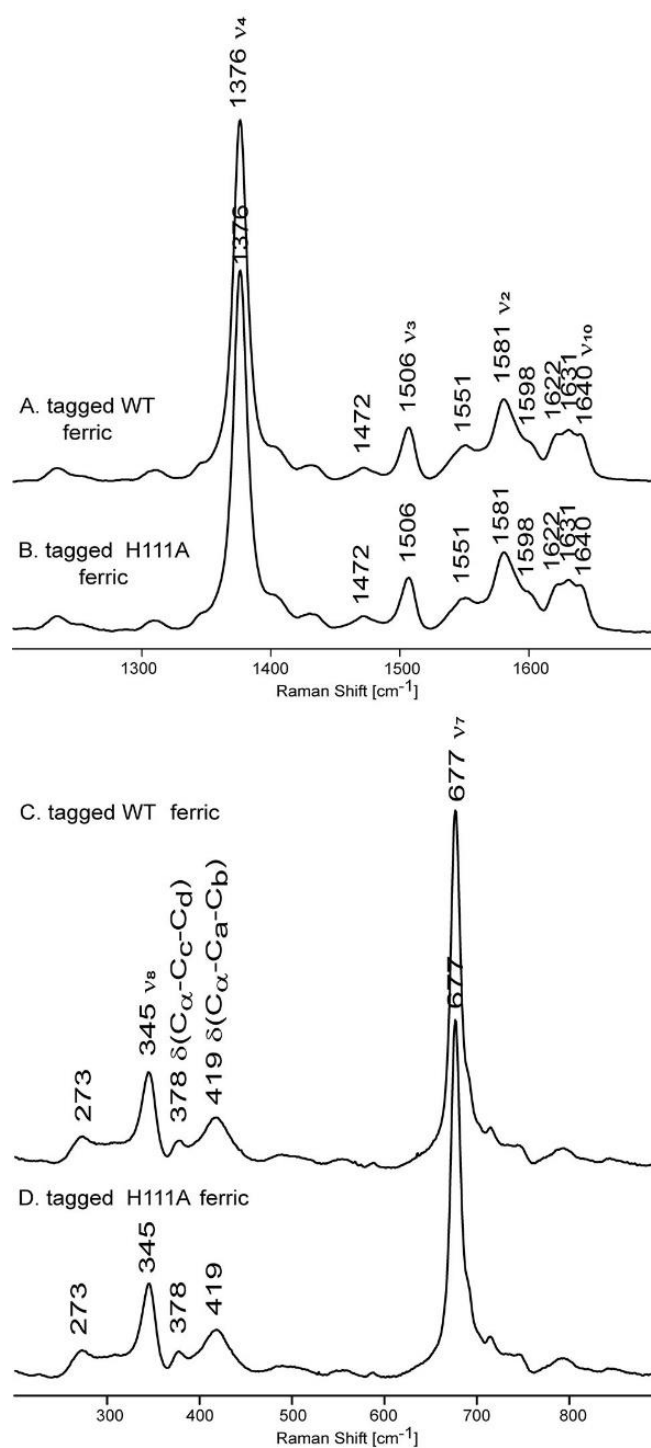 1376 ν₄
1376
1472
1506 ν₃
1551
1581 ν₂
1598
1622
1631
1640 ν₁₀
A. tagged WT
ferric
1472
1506
1551
1581
1598
1622
1631
1640
B. tagged H111A
ferric
1300 1400 1500 1600
Raman Shift [cm⁻¹]
677 ν₇
C. tagged WT ferric
273
345 ν₈
378 δ(Cα-Cc-Cd)
419 δ(Cα-Ca-Cb)
677
D. tagged H111A ferric
273
345
378
419
300 400 500 600 700 800
Raman Shift [cm⁻¹]